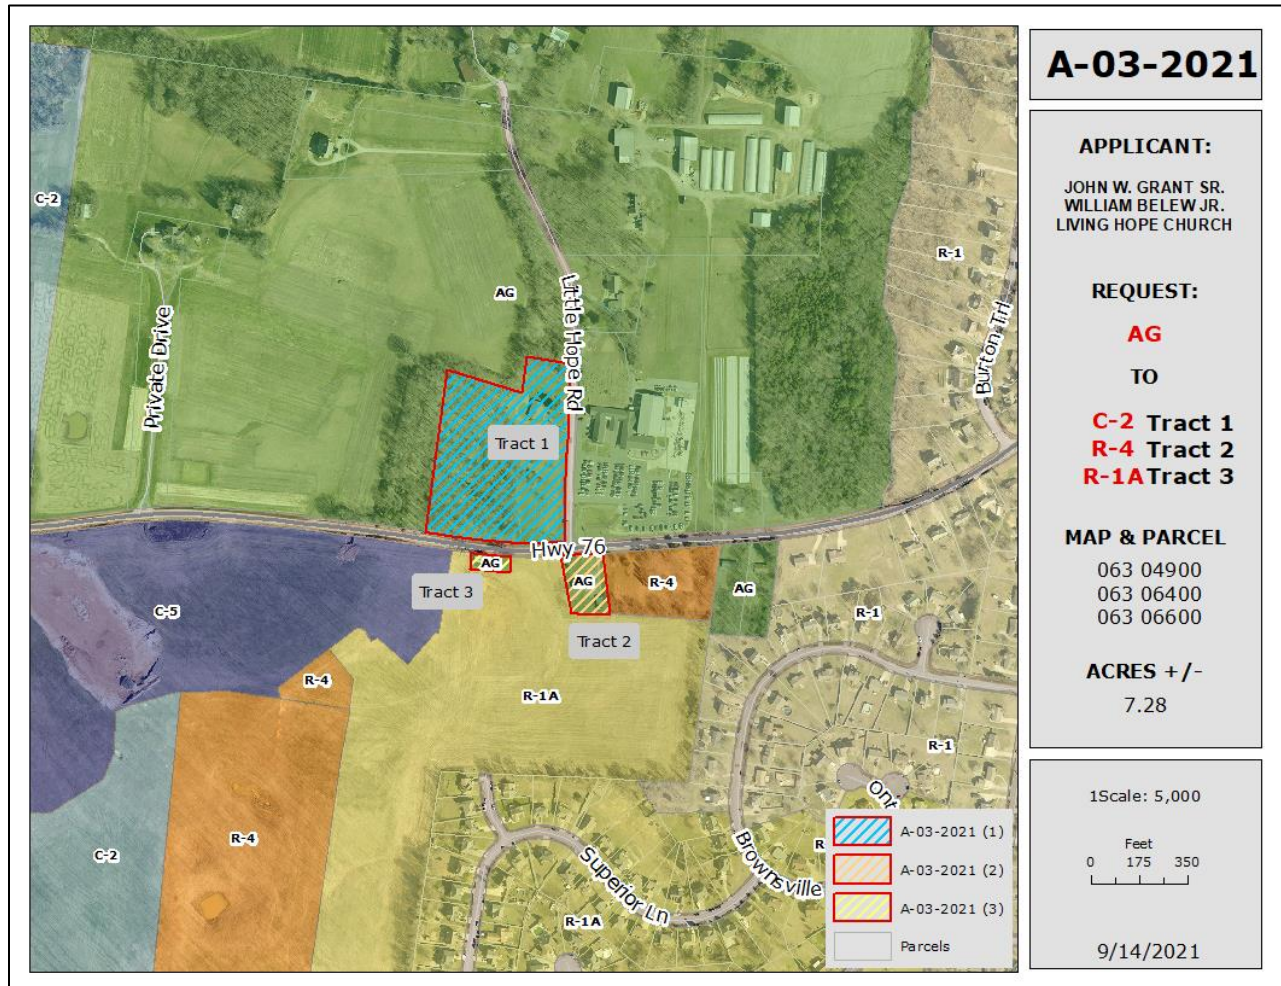 A-03-2021
APPLICANT:
JOHN W. GRANT SR.
WILLIAM BELEW JR.
LIVING HOPE CHURCH
REQUEST:
AG
TO
C-2 Tract 1
R-4 Tract 2
R-1A Tract 3
MAP & PARCEL
063 04900
063 06400
063 06600
ACRES +/-
7.28
1Scale: 5,000
Feet
0 175 350
9/14/2021
C-2
R-1
AG
Little Hope Rd
Burton Trl
Private Drive
Tract 1
Hwy 76
AG
Tract 3
AG
R-4
AG
C-5
R-1
Tract 2
R-4
R-1A
R-1
Ont
C-2
R-4
Superior Ln
Brownsville
R
R-1A
A-03-2021 (1)
A-03-2021 (2)
A-03-2021 (3)
Parcels